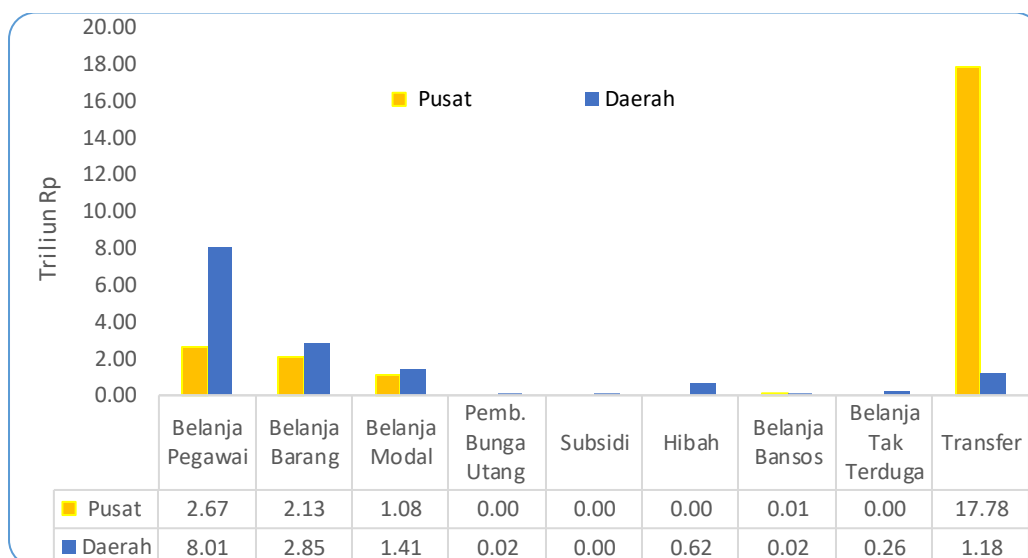 20.00
18.00
16.00
14.00
12.00
10.00
8.00
6.00
4.00
2.00
0.00
Triliun Rp
Pusat Daerah
Belanja Pegawai
Belanja Barang
Belanja Modal
Pemb. Bunga Utang
Subsidi
Hibah
Belanja Bansos
Belanja Tak Terduga
Transfer
Pusat 2.67 2.13 1.08 0.00 0.00 0.00 0.01 0.00 17.78
Daerah 8.01 2.85 1.41 0.02 0.00 0.62 0.02 0.26 1.18